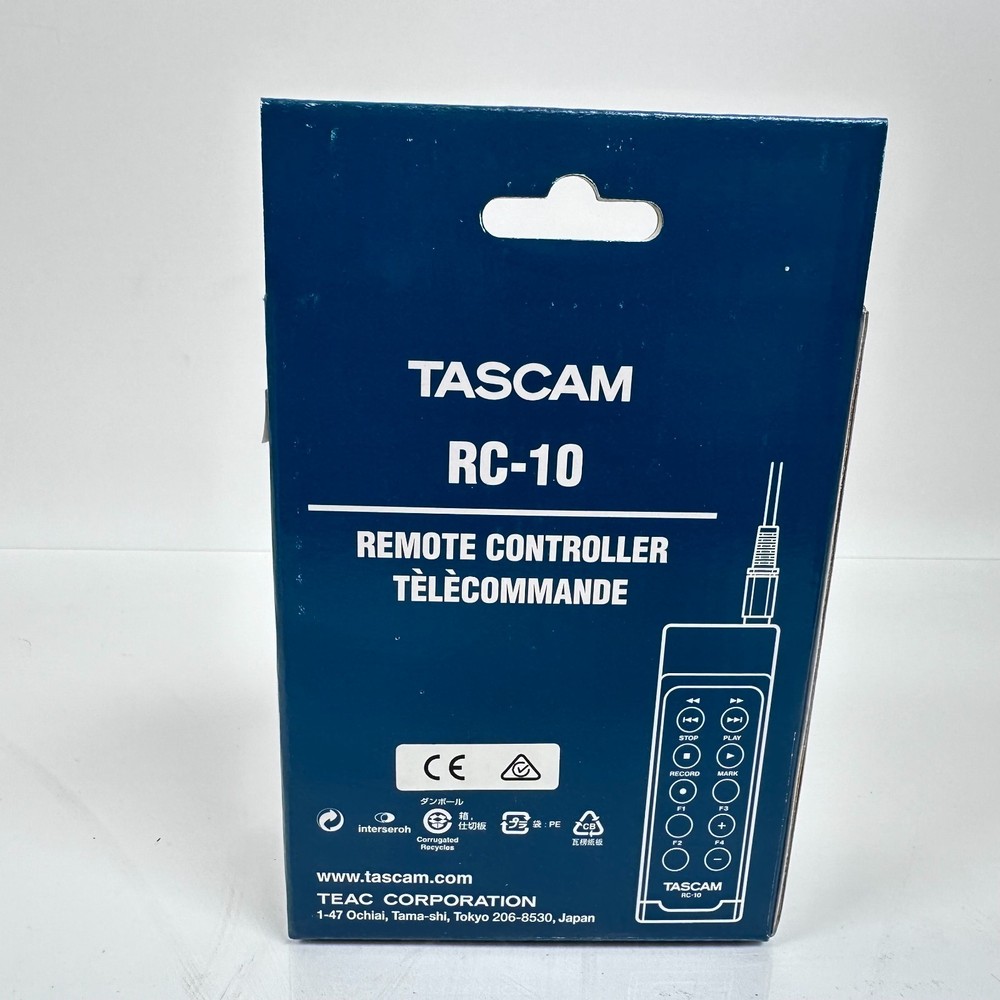 TASCAM
RC-10
REMOTE CONTROLLER
TÈLÈCOMMANDE
STOP PLAY
RECORD MARK
F1 F3
F2 F4
TASCAM
RC-10
CE
ダンボール
interseroh
箱,
仕切板
Corrugated
Recycles
プラ
袋:PE
CB
瓦楞紙板
www.tascam.com
TEAC CORPORATION
1-47 Ochiai, Tama-shi, Tokyo 206-8530, Japan